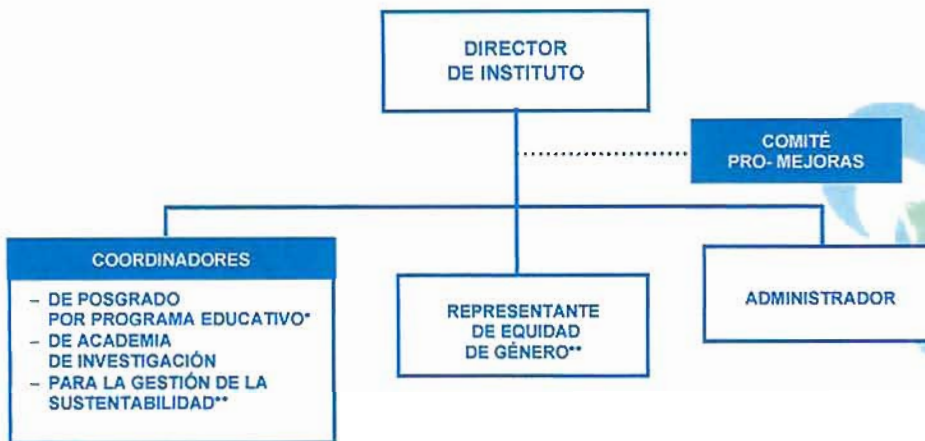 DIRECTOR
DE INSTITUTO
COMITÉ
PRO- MEJORAS
COORDINADORES
– DE POSGRADO
POR PROGRAMA EDUCATIVO*
– DE ACADEMIA
DE INVESTIGACIÓN
– PARA LA GESTIÓN DE LA
SUSTENTABILIDAD**
REPRESENTANTE
DE EQUIDAD
DE GÉNERO**
ADMINISTRADOR